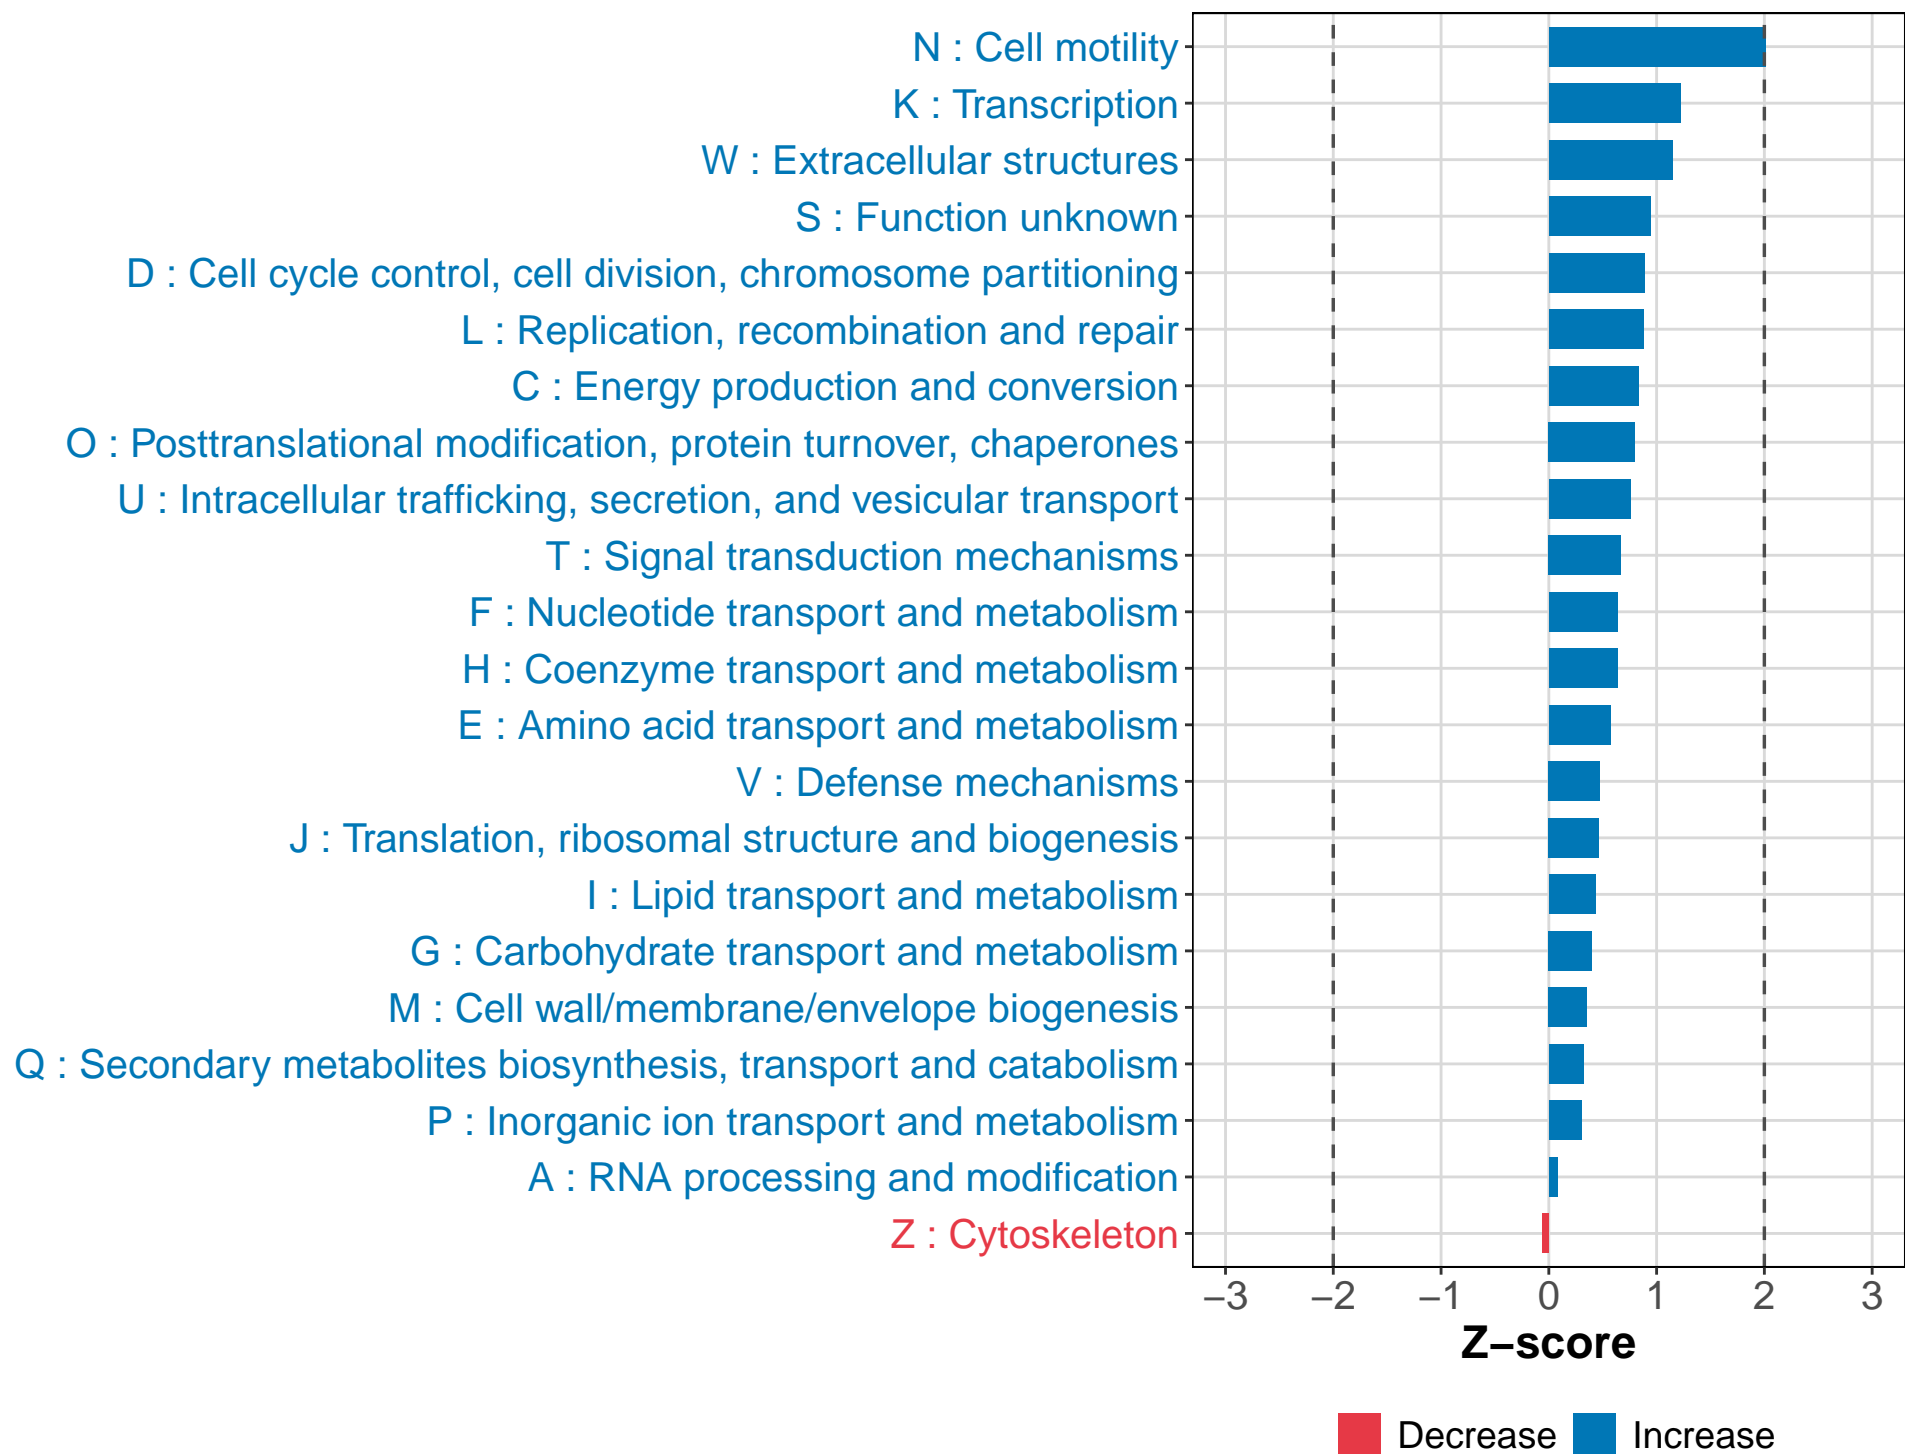 N : Cell motility
K : Transcription
W : Extracellular structures
S : Function unknown
D : Cell cycle control, cell division, chromosome partitioning
L : Replication, recombination and repair
C : Energy production and conversion
O : Posttranslational modification, protein turnover, chaperones
U : Intracellular trafficking, secretion, and vesicular transport
T : Signal transduction mechanisms
F : Nucleotide transport and metabolism
H : Coenzyme transport and metabolism
E : Amino acid transport and metabolism
V : Defense mechanisms
J : Translation, ribosomal structure and biogenesis
I : Lipid transport and metabolism
G : Carbohydrate transport and metabolism
M : Cell wall/membrane/envelope biogenesis
Q : Secondary metabolites biosynthesis, transport and catabolism
P : Inorganic ion transport and metabolism
A : RNA processing and modification
Z : Cytoskeleton
−3 −2 −1 0 1 2 3
Z−score
Decrease Increase